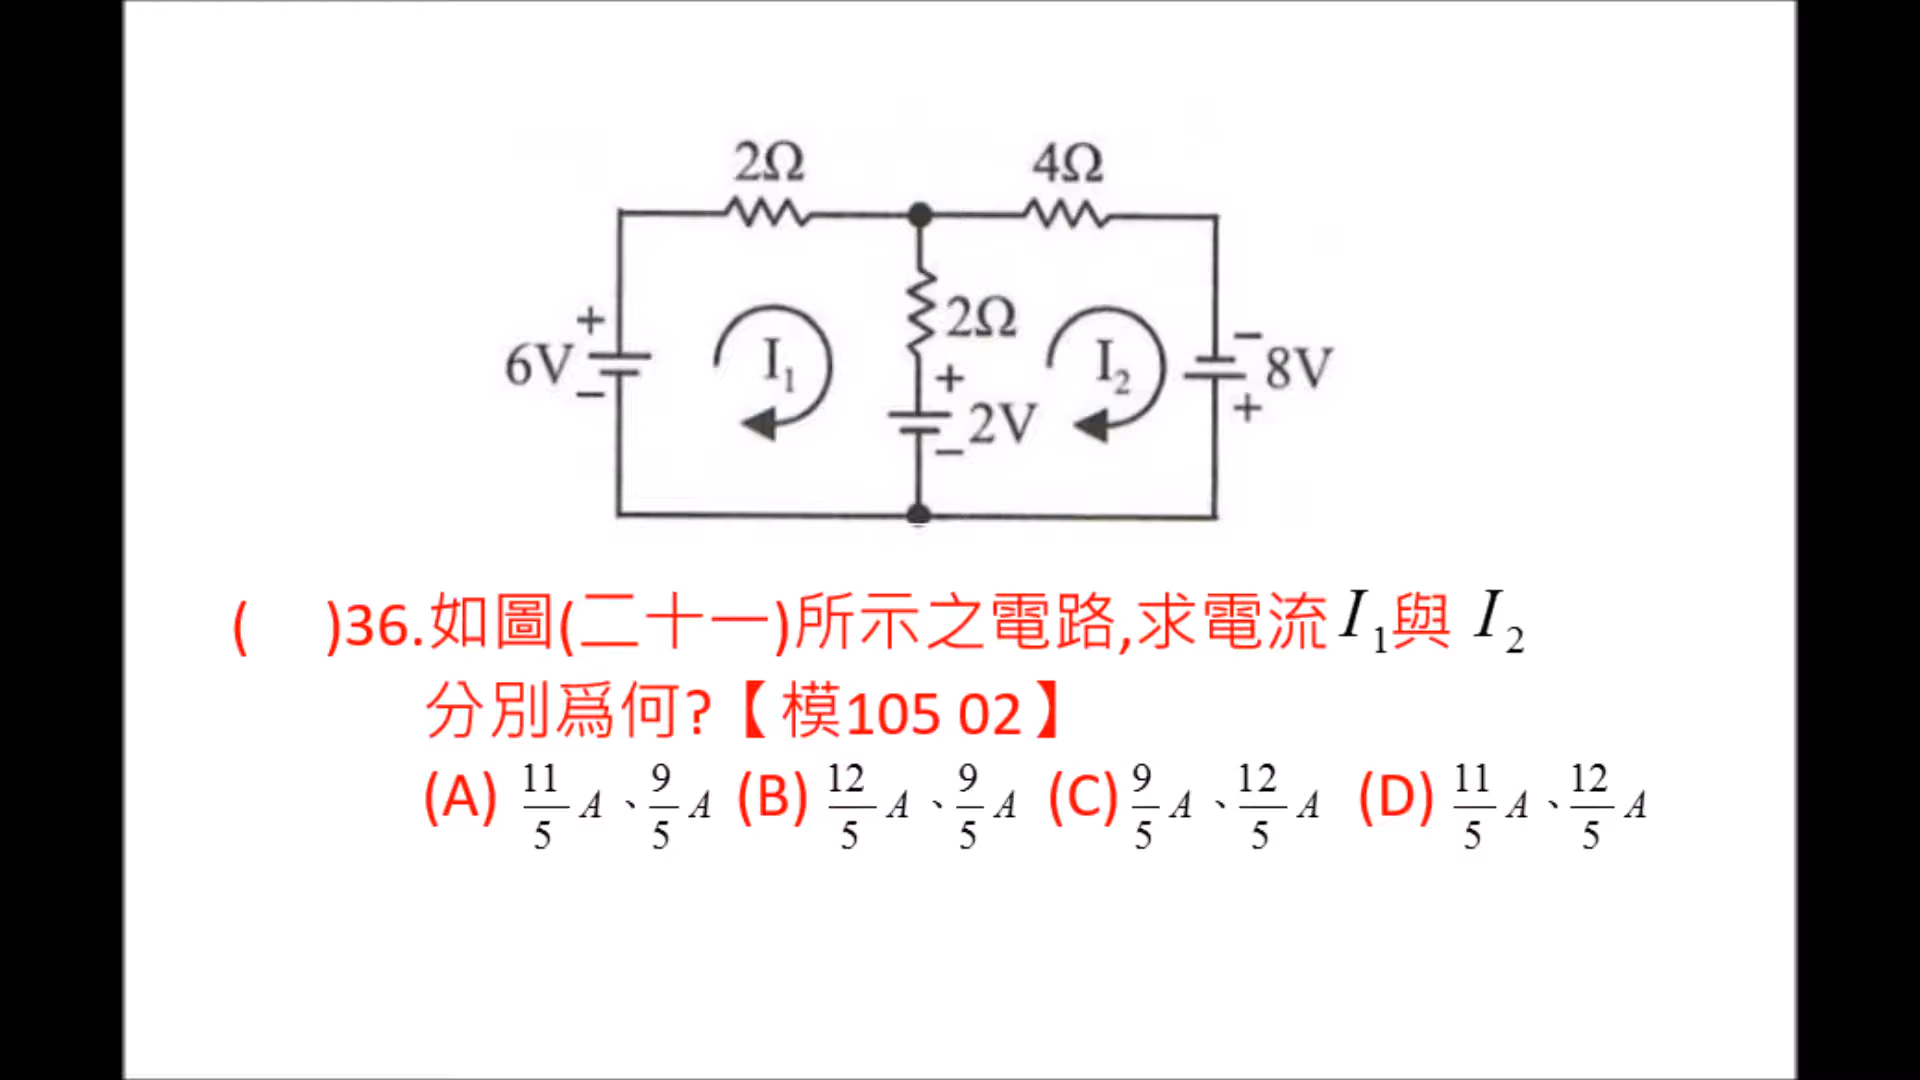 2Ω 4Ω
+ 2Ω −
6V I₁ + I₂ 8V
− 2V +
−
( )36.如圖(二十一)所示之電路,求電流I₁與 I₂
分別爲何?【模105 02】
(A) 11/5 A、9/5 A (B) 12/5 A、9/5 A (C) 9/5 A、12/5 A (D) 11/5 A、12/5 A